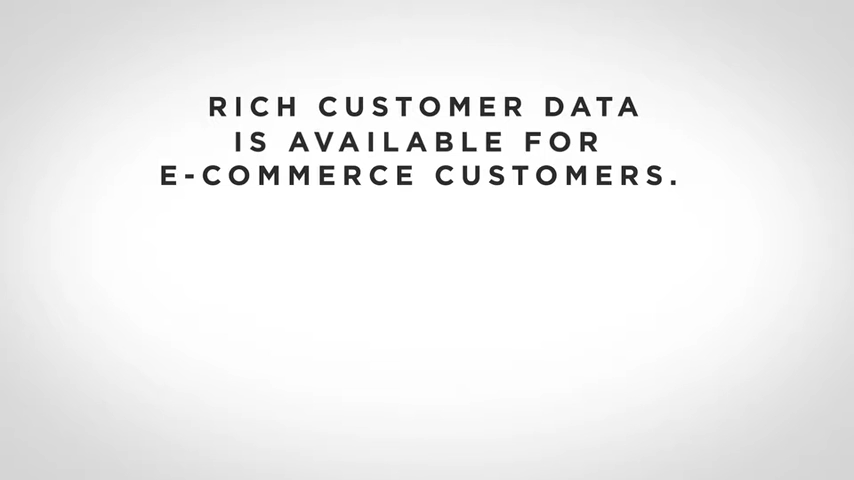 RICH CUSTOMER DATA
IS AVAILABLE FOR
E-COMMERCE CUSTOMERS.